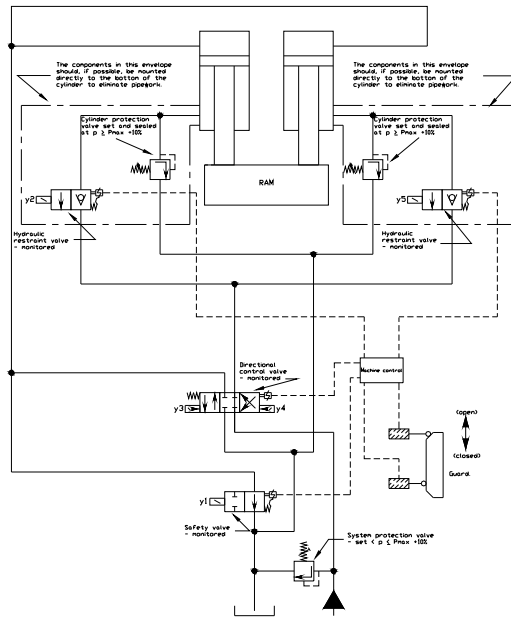 The components in this envelope
should, if possible, be mounted
directly to the bottom of the
cylinder to eliminate pipework.
The components in this envelope
should, if possible, be mounted
directly to the bottom of the
cylinder to eliminate pipework.
Cylinder protection
valve set and sealed
at p ≥ Pmax +10%
Cylinder protection
valve set and sealed
at p ≥ Pmax +10%
RAM
y2
y5
Hydraulic
restraint valve
- monitored
Hydraulic
restraint valve
- monitored
Directional
control valve
- monitored
Machine control
y3
y4
(open)
(closed)
Guard.
y1
Safety valve
- monitored
System protection valve
- set < p ≤ Pmax +10%